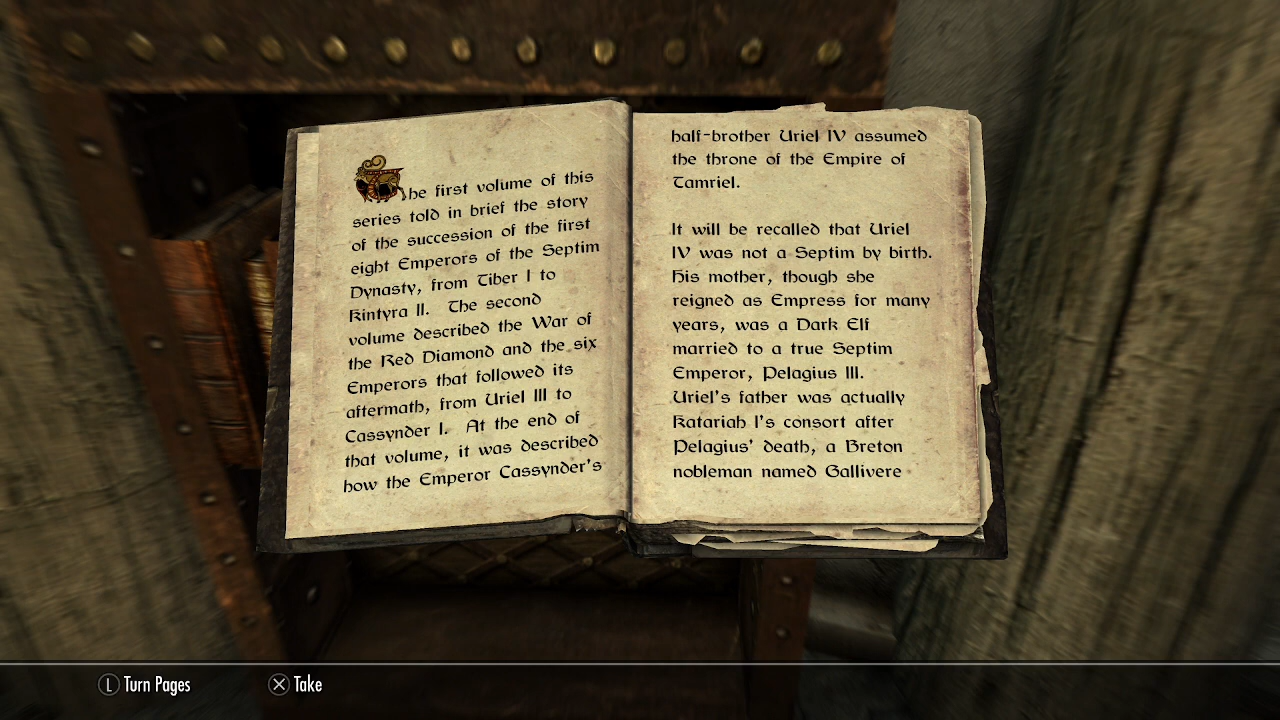 The first volume of this
series told in brief the story
of the succession of the first
eight Emperors of the Septim
Dynasty, from Tiber I to
Kintyra II. The second
volume described the War of
the Red Diamond and the six
Emperors that followed its
aftermath, from Uriel III to
Cassynder I. At the end of
that volume, it was described
how the Emperor Cassynder's
half-brother Uriel IV assumed
the throne of the Empire of
Tamriel.
It will be recalled that Uriel
IV was not a Septim by birth.
His mother, though she
reigned as Empress for many
years, was a Dark Elf
married to a true Septim
Emperor, Pelagius III.
Uriel's father was actually
Katariah I's consort after
Pelagius' death, a Breton
nobleman named Gallivere
L Turn Pages
X Take